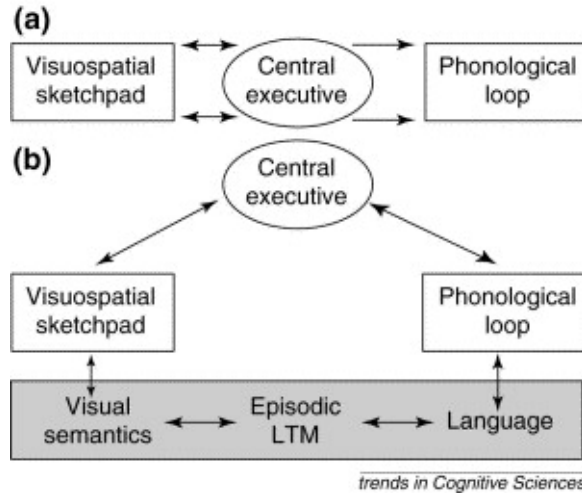 (a)
Visuospatial
sketchpad
Central
executive
Phonological
loop
(b)
Central
executive
Visuospatial
sketchpad
Phonological
loop
Visual
semantics
Episodic
LTM
Language
trends in Cognitive Sciences